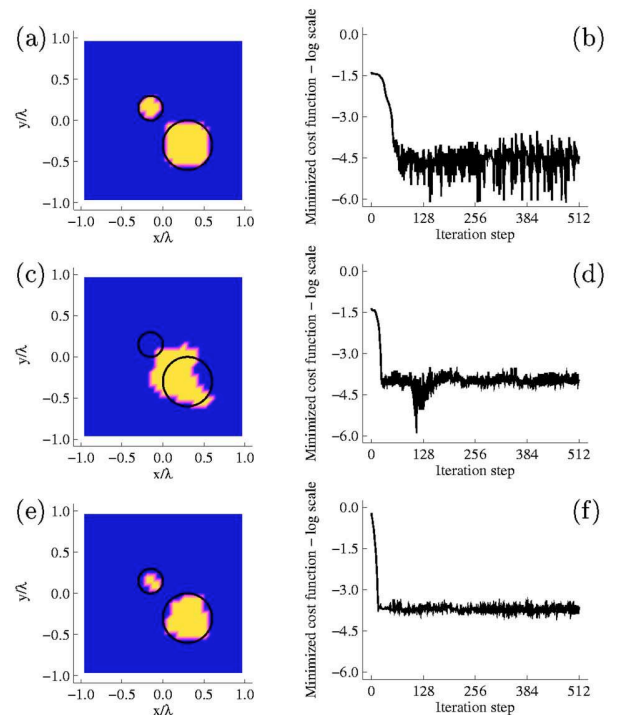 (a)
1.0
0.5
0.0
−0.5
−1.0
y/λ
−1.0 −0.5 0.0 0.5 1.0
x/λ
(b)
Minimized cost function − log scale
0.0
−1.5
−3.0
−4.5
−6.0
0 128 256 384 512
Iteration step
(c)
1.0
0.5
0.0
−0.5
−1.0
y/λ
−1.0 −0.5 0.0 0.5 1.0
x/λ
(d)
Minimized cost function − log scale
0.0
−1.5
−3.0
−4.5
−6.0
0 128 256 384 512
Iteration step
(e)
1.0
0.5
0.0
−0.5
−1.0
y/λ
−1.0 −0.5 0.0 0.5 1.0
x/λ
(f)
Minimized cost function − log scale
0.0
−1.5
−3.0
−4.5
−6.0
0 128 256 384 512
Iteration step